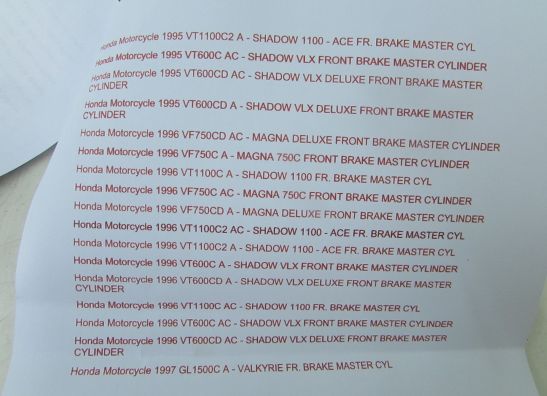 Honda Motorcycle 1995 VT1100C2 A - SHADOW 1100 - ACE FR. BRAKE MASTER CYL
Honda Motorcycle 1995 VT600C AC - SHADOW VLX FRONT BRAKE MASTER CYLINDER
Honda Motorcycle 1995 VT600CD AC - SHADOW VLX DELUXE FRONT BRAKE MASTER
CYLINDER
Honda Motorcycle 1995 VT600CD A - SHADOW VLX DELUXE FRONT BRAKE MASTER
CYLINDER
Honda Motorcycle 1996 VF750CD AC - MAGNA DELUXE FRONT BRAKE MASTER CYLINDER
Honda Motorcycle 1996 VF750C A - MAGNA 750C FRONT BRAKE MASTER CYLINDER
Honda Motorcycle 1996 VT1100C A - SHADOW 1100 FR. BRAKE MASTER CYL
Honda Motorcycle 1996 VF750C AC - MAGNA 750C FRONT BRAKE MASTER CYLINDER
Honda Motorcycle 1996 VF750CD A - MAGNA DELUXE FRONT BRAKE MASTER CYLINDER
Honda Motorcycle 1996 VT1100C2 AC - SHADOW 1100 - ACE FR. BRAKE MASTER CYL
Honda Motorcycle 1996 VT1100C2 A - SHADOW 1100 - ACE FR. BRAKE MASTER CYL
Honda Motorcycle 1996 VT600C A - SHADOW VLX FRONT BRAKE MASTER CYLINDER
Honda Motorcycle 1996 VT600CD A - SHADOW VLX DELUXE FRONT BRAKE MASTER
CYLINDER
Honda Motorcycle 1996 VT1100C AC - SHADOW 1100 FR. BRAKE MASTER CYL
Honda Motorcycle 1996 VT600C AC - SHADOW VLX FRONT BRAKE MASTER CYLINDER
Honda Motorcycle 1996 VT600CD AC - SHADOW VLX DELUXE FRONT BRAKE MASTER
CYLINDER
Honda Motorcycle 1997 GL1500C A - VALKYRIE FR. BRAKE MASTER CYL